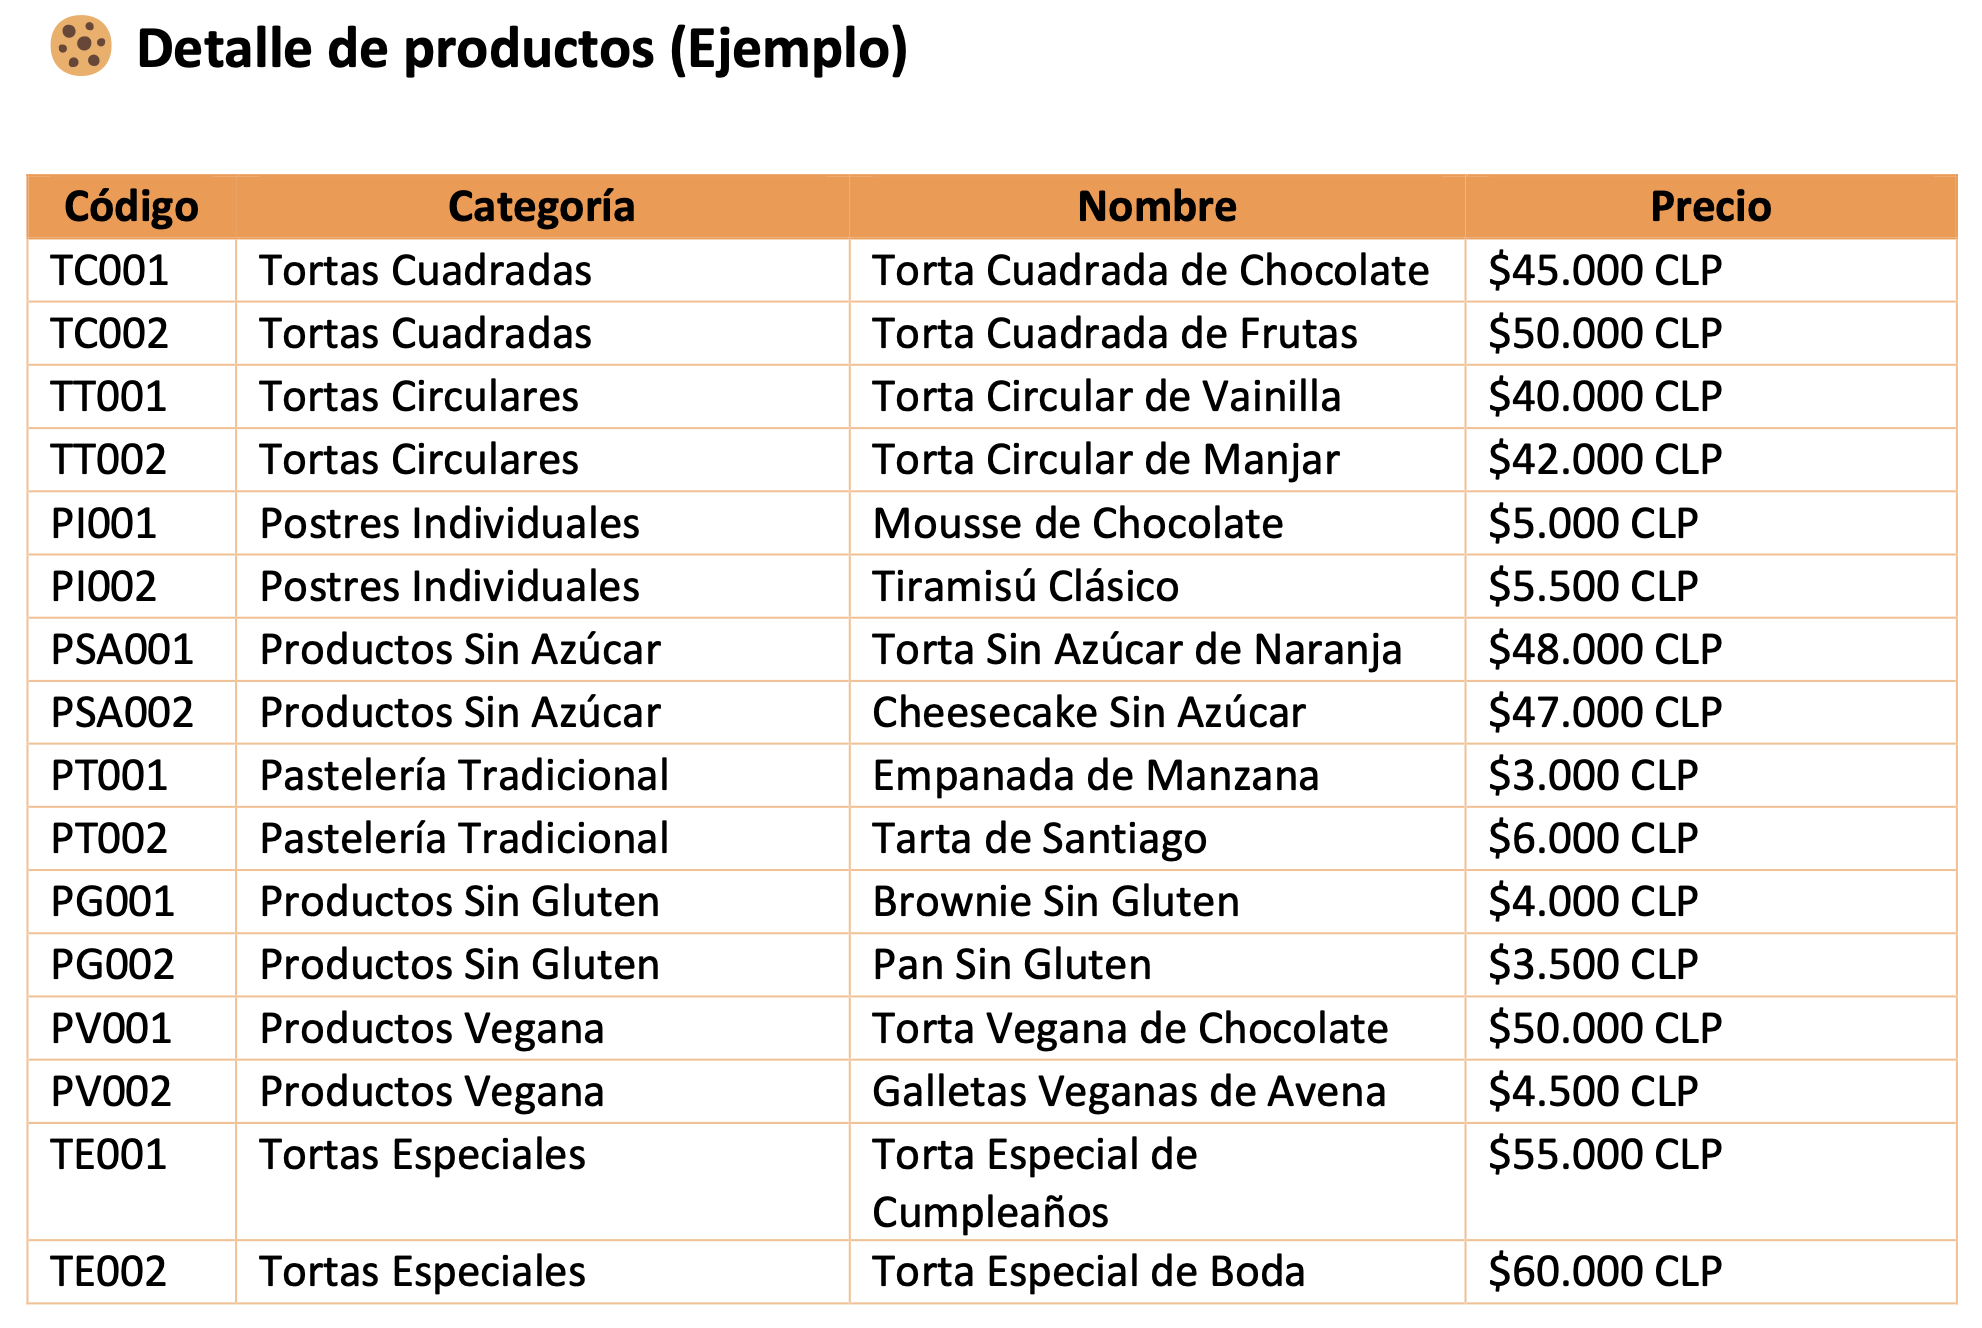 Detalle de productos (Ejemplo)
Código Categoría Nombre Precio
TC001 Tortas Cuadradas Torta Cuadrada de Chocolate $45.000 CLP
TC002 Tortas Cuadradas Torta Cuadrada de Frutas $50.000 CLP
TT001 Tortas Circulares Torta Circular de Vainilla $40.000 CLP
TT002 Tortas Circulares Torta Circular de Manjar $42.000 CLP
PI001 Postres Individuales Mousse de Chocolate $5.000 CLP
PI002 Postres Individuales Tiramisú Clásico $5.500 CLP
PSA001 Productos Sin Azúcar Torta Sin Azúcar de Naranja $48.000 CLP
PSA002 Productos Sin Azúcar Cheesecake Sin Azúcar $47.000 CLP
PT001 Pastelería Tradicional Empanada de Manzana $3.000 CLP
PT002 Pastelería Tradicional Tarta de Santiago $6.000 CLP
PG001 Productos Sin Gluten Brownie Sin Gluten $4.000 CLP
PG002 Productos Sin Gluten Pan Sin Gluten $3.500 CLP
PV001 Productos Vegana Torta Vegana de Chocolate $50.000 CLP
PV002 Productos Vegana Galletas Veganas de Avena $4.500 CLP
TE001 Tortas Especiales Torta Especial de $55.000 CLP
Cumpleaños
TE002 Tortas Especiales Torta Especial de Boda $60.000 CLP